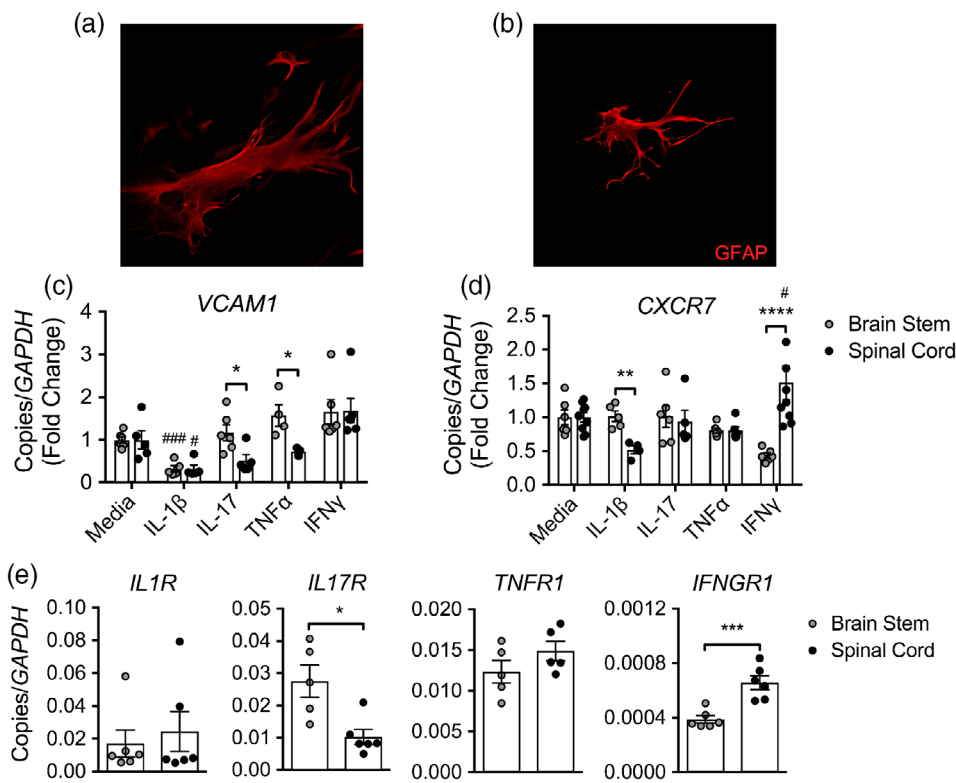 (a)
(b)
GFAP
(c)
VCAM1
Copies/GAPDH
(Fold Change)
4
3
2
1
0
###
#
*
*
Media
IL-1β
IL-17
TNFα
IFNγ
(d)
CXCR7
Copies/GAPDH
(Fold Change)
2.5
2.0
1.5
1.0
0.5
0.0
**
#
****
Media
IL-1β
IL-17
TNFα
IFNγ
Brain Stem
Spinal Cord
(e)
Copies/GAPDH
IL1R
0.10
0.08
0.06
0.04
0.02
0.00
IL17R
0.05
0.04
0.03
0.02
0.01
0.00
*
TNFR1
0.020
0.015
0.010
0.005
0.000
IFNGR1
0.0012
0.0008
0.0004
0.0000
***
Brain Stem
Spinal Cord